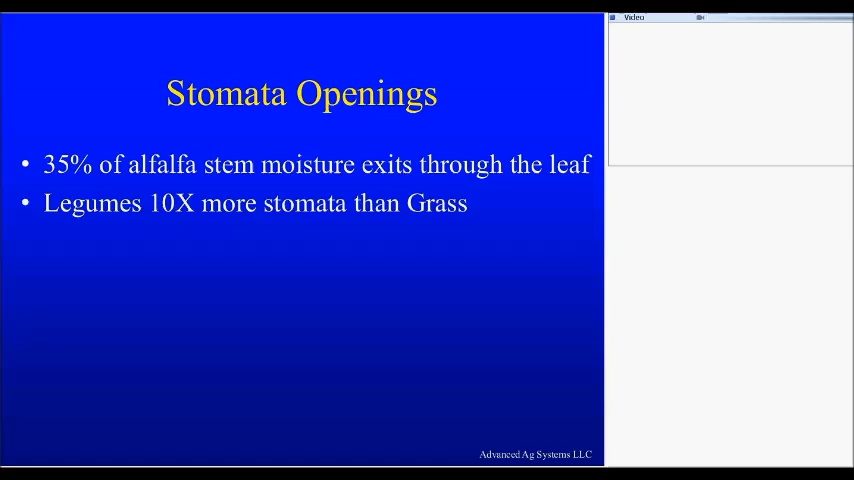 Video
Stomata Openings
• 35% of alfalfa stem moisture exits through the leaf
• Legumes 10X more stomata than Grass
Advanced Ag Systems LLC